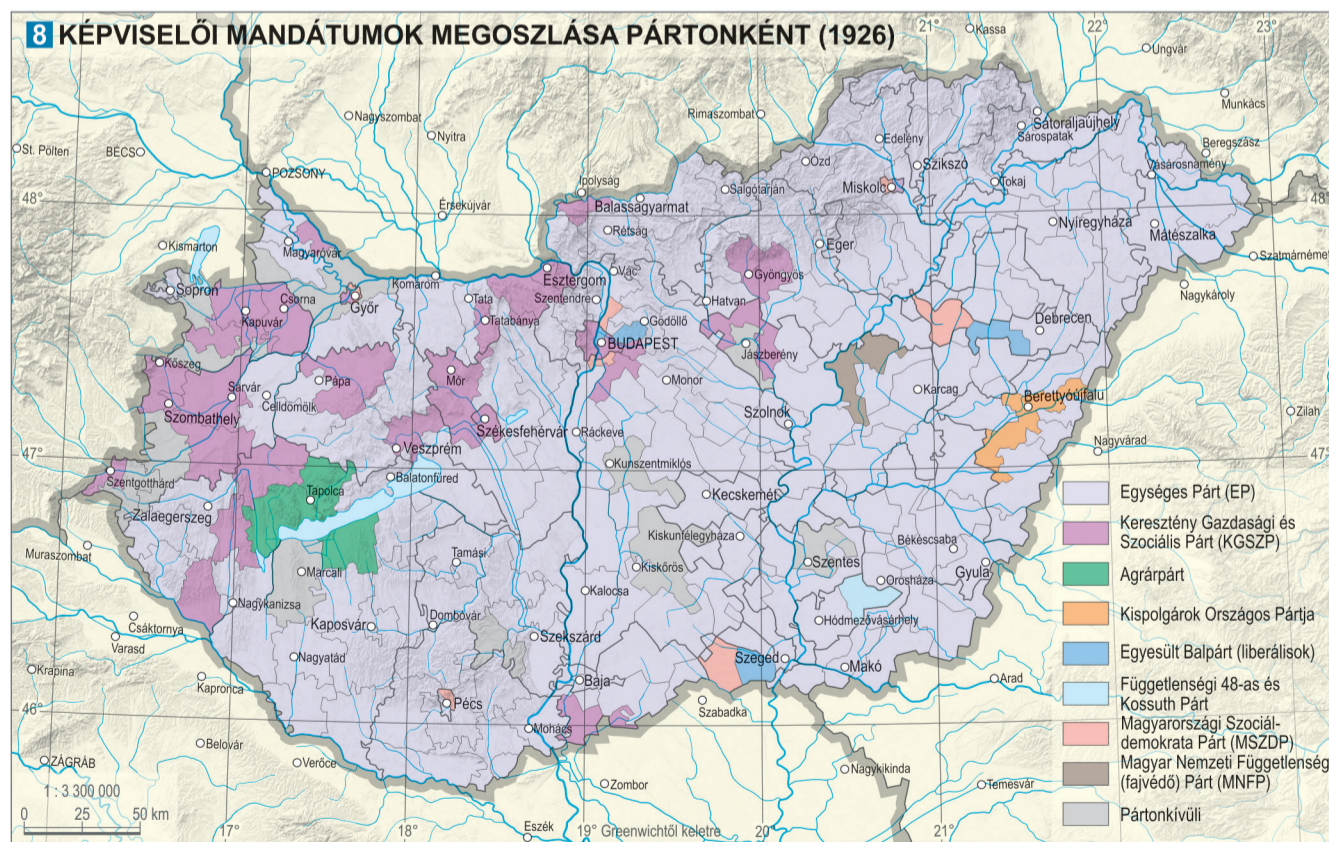 8 KÉPVISELŐI MANDÁTUMOK MEGOSZLÁSA PÁRTONKÉNT (1926)
21°
22°
23°
Kassa
Ungvár
Munkács
Nagyszombat
Nyitra
Rimaszombat
Edelény
Sátoraljaújhely
Sárospatak
Beregszász
St. Pölten
BÉCS
POZSONY
Ipolyság
Salgótarján
Ózd
Szikszó
Vásárosnamény
Miskolc
Tokaj
48°
48°
Érsekújvár
Balassagyarmat
Rétság
Eger
Nyíregyháza
Mátészalka
Kismarton
Magyaróvár
Szatmárnémeti
Sopron
Komárom
Esztergom
Vác
Gyöngyös
Nagykároly
Csorna
Győr
Tata
Szentendre
Hatvan
Kapuvár
Tatabánya
Gödöllő
Debrecen
BUDAPEST
Jászberény
Kőszeg
Pápa
Mór
Monor
Karcag
Sárvár
Celldömölk
Berettyóújfalu
Szombathely
Székesfehérvár
Szolnok
Zilah
Ráckeve
Veszprém
Nagyvárad
47°
47°
Szentgotthárd
Balatonfüred
Kunszentmiklós
Tapolca
Kecskemét
Zalaegerszeg
Muraszombat
Kiskunfélegyháza
Békéscsaba
Tamási
Marcali
Kiskőrös
Szentes
Gyula
Orosháza
Nagykanizsa
Kalocsa
Csáktornya
Varasd
Kaposvár
Dombóvár
Szekszárd
Hódmezővásárhely
Krapina
Nagyatád
Szeged
Makó
Kapronca
Baja
Arad
Pécs
Szabadka
46°
46°
Mohács
Belovár
ZÁGRÁB
Verőce
Zombor
Nagykikinda
Temesvár
Eszék
Egységes Párt (EP)
Keresztény Gazdasági és
Szociális Párt (KGSZP)
Agrárpárt
Kispolgárok Országos Pártja
Egyesült Balpárt (liberálisok)
Függetlenségi 48-as és
Kossuth Párt
Magyarországi Szociál-
demokrata Párt (MSZDP)
Magyar Nemzeti Független
(fajvédő) Párt (MNFP)
Pártonkívüli
1 : 3 300 000
0 25 50 km
17°
18°
19° Greenwichtől keletre
20°
21°